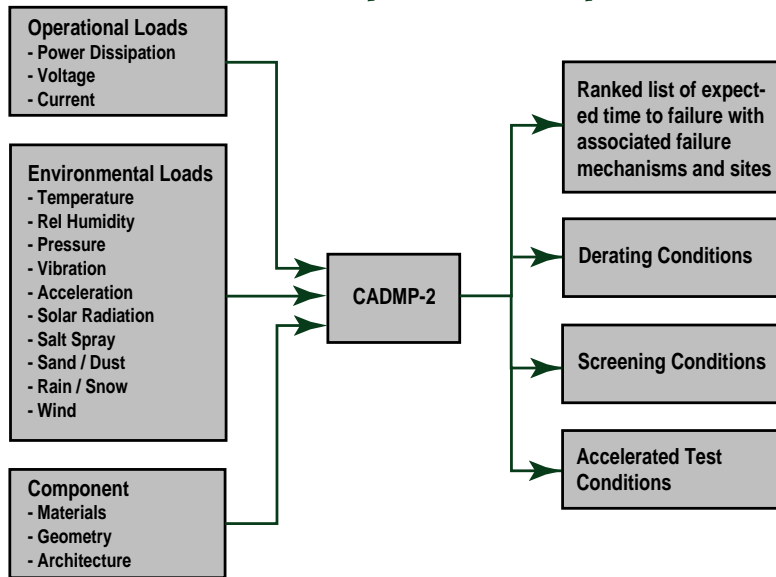 Operational Loads
- Power Dissipation
- Voltage
- Current
Environmental Loads
- Temperature
- Rel Humidity
- Pressure
- Vibration
- Acceleration
- Solar Radiation
- Salt Spray
- Sand / Dust
- Rain / Snow
- Wind
Component
- Materials
- Geometry
- Architecture
CADMP-2
Ranked list of expect-
ed time to failure with
associated failure
mechanisms and sites
Derating Conditions
Screening Conditions
Accelerated Test
Conditions